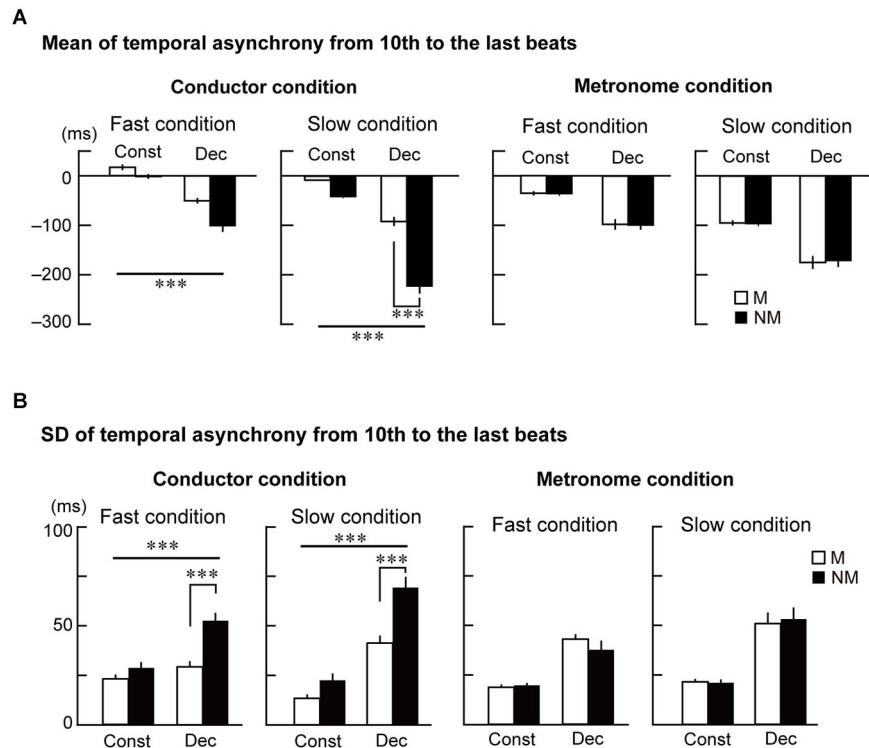 A
Mean of temporal asynchrony from 10th to the last beats
Conductor condition
Metronome condition
(ms)
Fast condition
Slow condition
Fast condition
Slow condition
Const Dec
Const Dec
Const Dec
Const Dec
0
−100
−200
−300
***
***
***
M
NM
B
SD of temporal asynchrony from 10th to the last beats
Conductor condition
Metronome condition
(ms)
Fast condition
Slow condition
Fast condition
Slow condition
100
50
0
***
***
***
***
M
NM
Const Dec
Const Dec
Const Dec
Const Dec